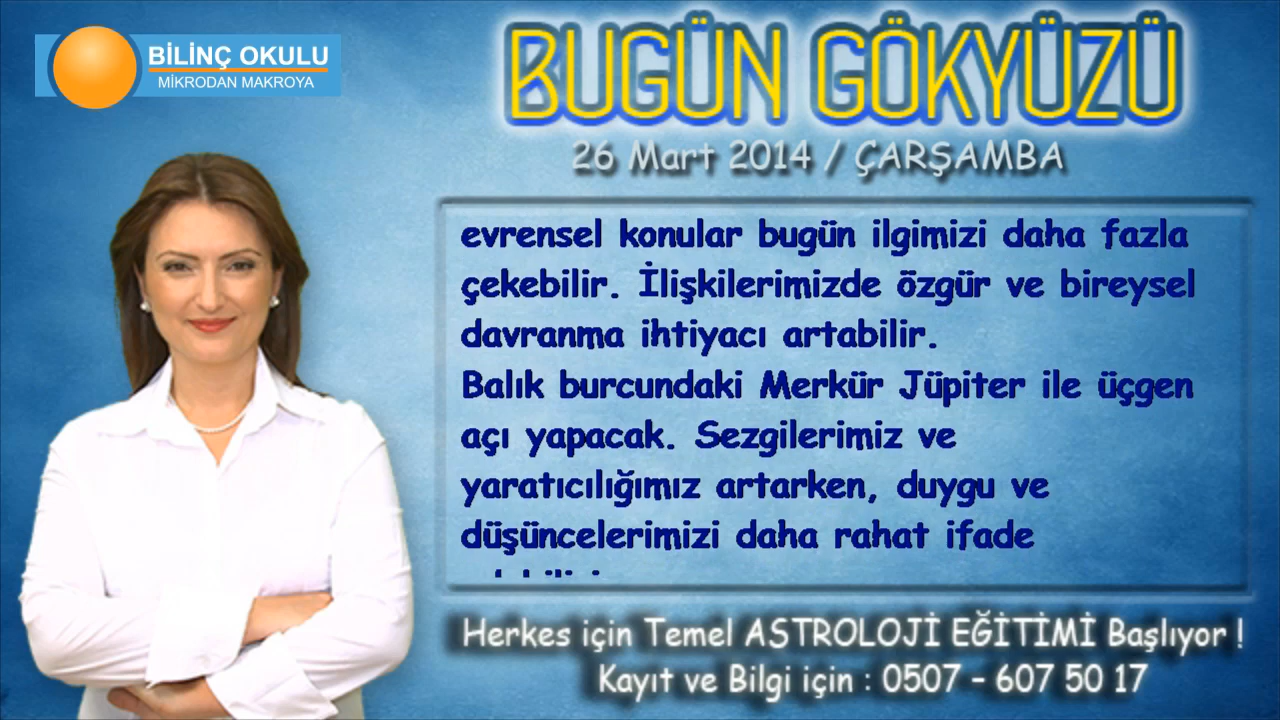 BİLİNÇ OKULU
MİKRODAN MAKROYA
BUGÜN GÖKYÜZÜ
26 Mart 2014 / ÇARŞAMBA
evrensel konular bugün ilgimizi daha fazla
çekebilir. İlişkilerimizde özgür ve bireysel
davranma ihtiyacı artabilir.
Balık burcundaki Merkür Jüpiter ile üçgen
açı yapacak. Sezgilerimiz ve
yaratıcılığımız artarken, duygu ve
düşüncelerimizi daha rahat ifade
Herkes için Temel ASTROLOJİ EĞİTİMİ Başlıyor !
Kayıt ve Bilgi için : 0507 - 607 50 17